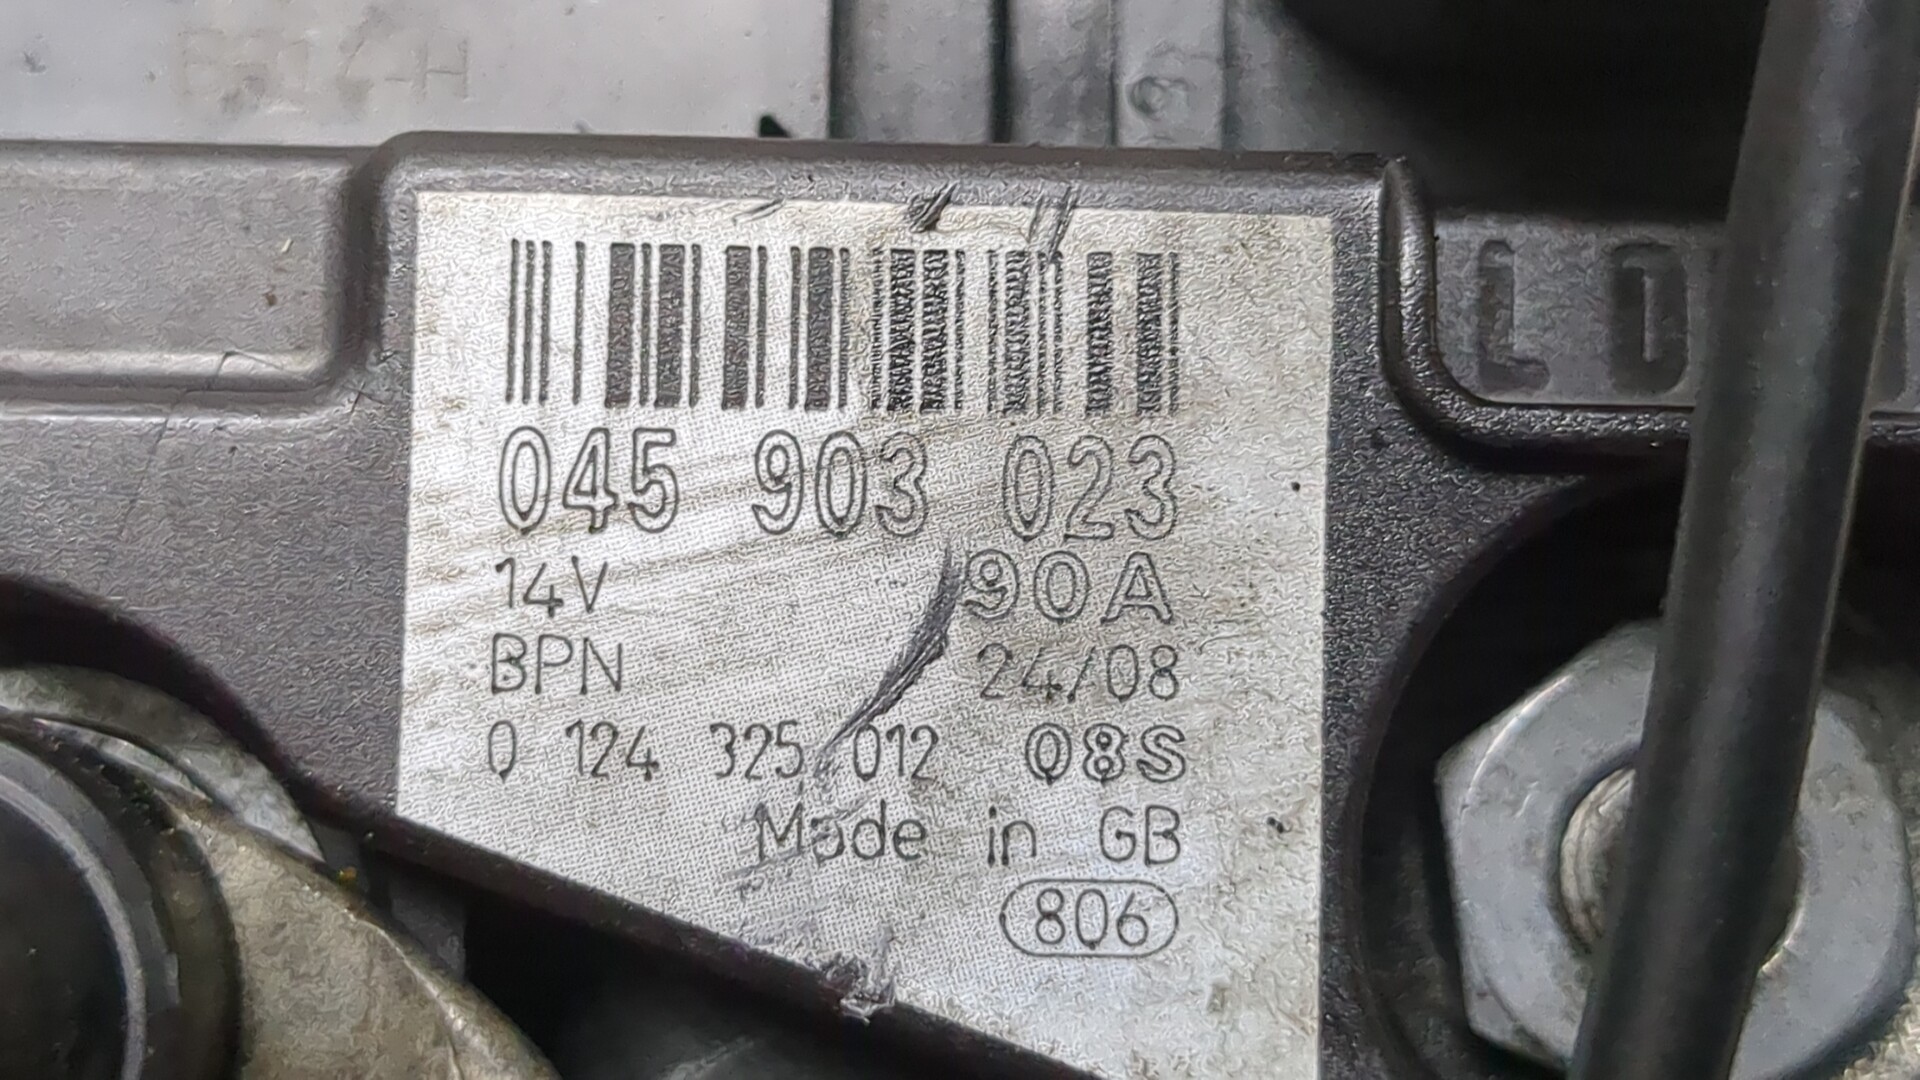 045 903 023
14V 90A
BPN 24/08
0 124 325 012 08S
Made in GB
806